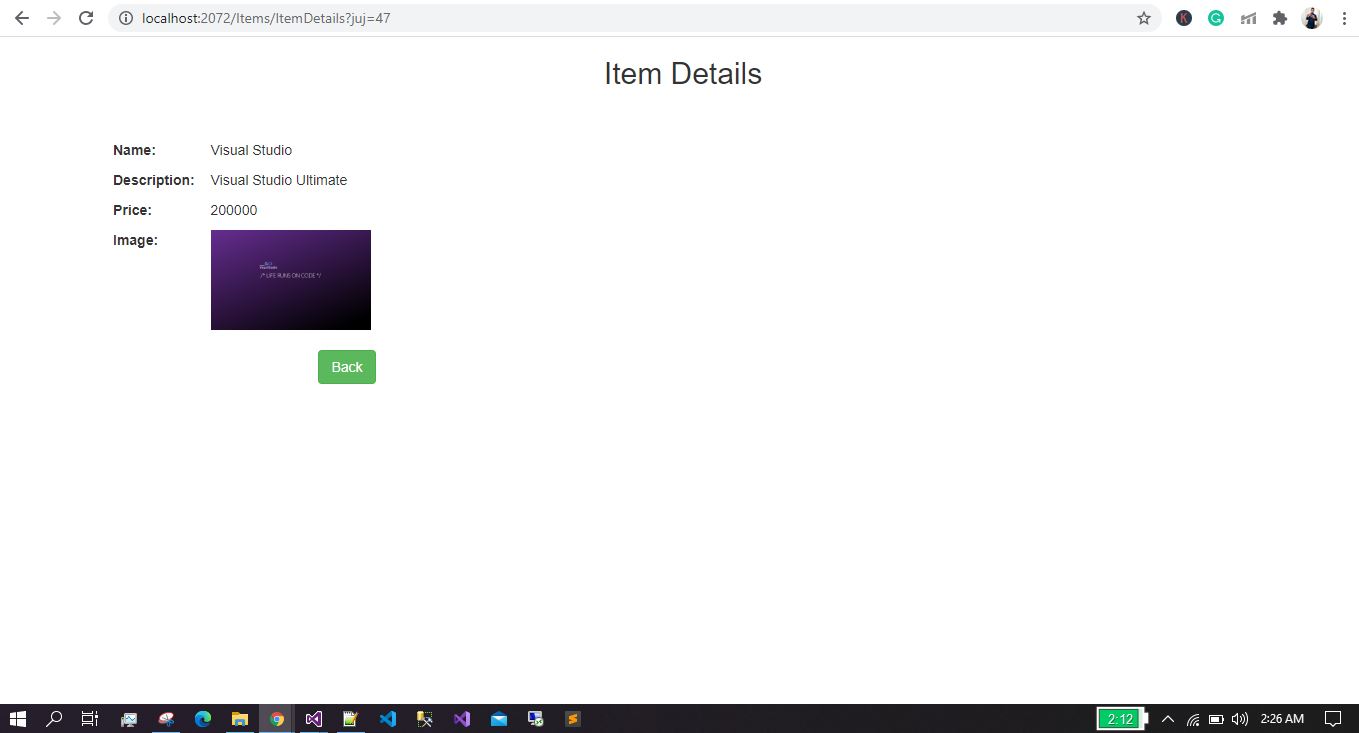 localhost:2072/Items/ItemDetails?juj=47
Item Details
Name: Visual Studio
Description: Visual Studio Ultimate
Price: 200000
Image:
Visual Studio
/* LIFE RUNS ON CODE */
Back
2:12
2:26 AM